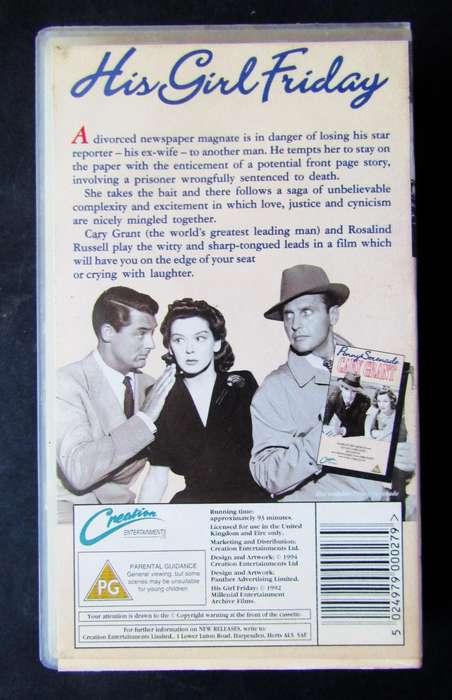 His Girl Friday
A divorced newspaper magnate is in danger of losing his star
reporter – his ex-wife – to another man. He tempts her to stay on
the paper with the enticement of a potential front page story,
involving a prisoner wrongfully sentenced to death.
She takes the bait and there follows a saga of unbelievable
complexity and excitement in which love, justice and cynicism
are nicely mingled together.
Cary Grant (the world's greatest leading man) and Rosalind
Russell play the witty and sharp-tongued leads in a film which
will have you on the edge of your seat
or crying with laughter.
Penny Serenade
CARY GRANT
Creation
ENTERTAINMENTS
PG
PARENTAL GUIDANCE
General viewing, but some
scenes may be unsuitable
for young children
Running time:
approximately 93 minutes.
Licensed for use in the United
Kingdom and Eire only.
Marketing and Distribution:
Creation Entertainments Ltd.
Design and Artwork: © 1994
Creation Entertainments Ltd.
Design and Artwork:
Panther Advertising Limited.
His Girl Friday: © 1992
Millenial Entertainment
Archive Films.
5 024979 000279 >
Your attention is drawn to the © Copyright warning at the front of the cassette.
For further information on NEW RELEASES, write to:
Creation Entertainments Limited., 1 Lower Luton Road, Harpenden, Herts AL5 5AF